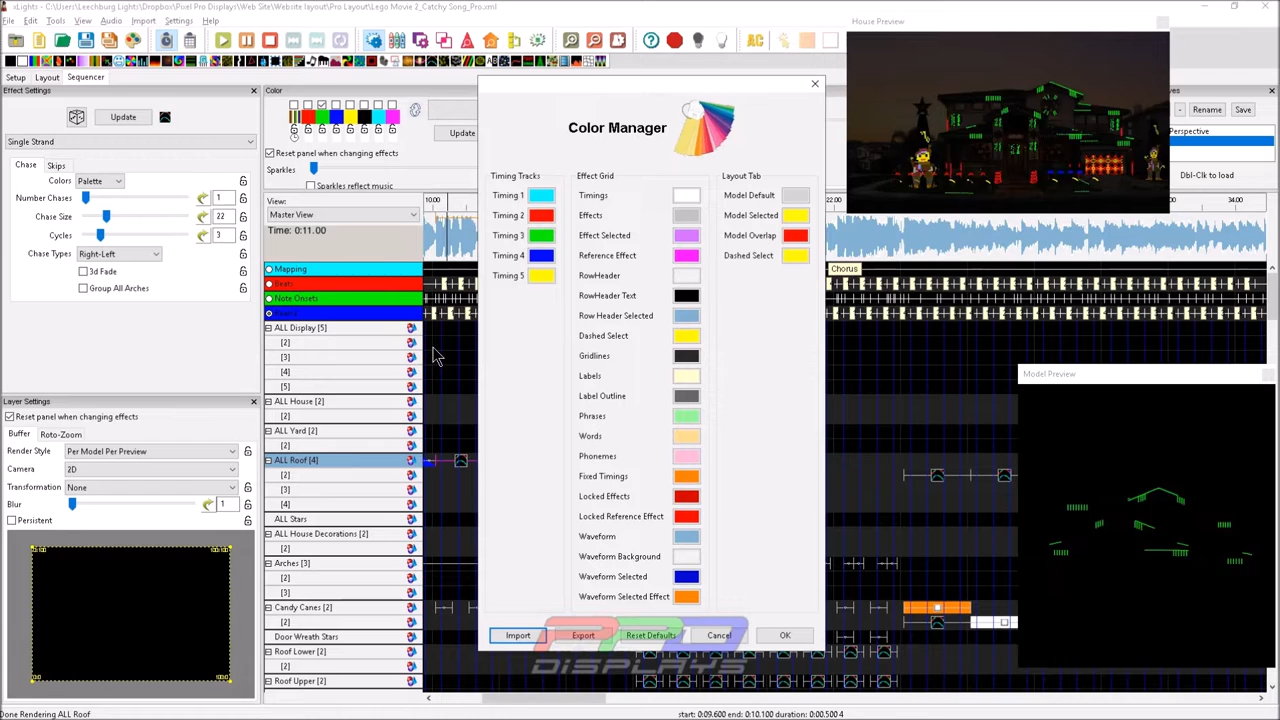 xLights - C:\Users\Leechburg Lights\Dropbox\Pixel Pro Displays\Web Site\Website layout\Pro Layout\Lego Movie 2_Catchy Song_Pro.xml
File Edit Tools View Audio Import Settings Help
House Preview
Setup Layout Sequencer
Effect Settings
Update
Single Strand
Chase Skips
Colors Palette
Number Chases 1
Chase Size 22
Cycles 3
Chase Types Right-Left
3d Fade
Group All Arches
Layer Settings
Reset panel when changing effects
Buffer Roto-Zoom
Render Style Per Model Per Preview
Camera 2D
Transformation None
Blur 1
Persistent
Color
Update
Reset panel when changing effects
Sparkles
Sparkles reflect music
View:
Master View
Time: 0:11.00
10.00
22.00
34.00
Mapping
Beats
Note Onsets
Chorus
ALL Display [5]
[2]
[3]
[4]
[5]
ALL House [2]
[2]
ALL Yard [2]
[2]
ALL Roof [4]
[2]
[3]
[4]
ALL Stars
ALL House Decorations [2]
[2]
Arches [3]
[2]
[3]
Candy Canes [2]
[2]
Door Wreath Stars
Roof Lower [2]
[2]
Roof Upper [2]
Color Manager
Timing Tracks
Timing 1
Timing 2
Timing 3
Timing 4
Timing 5
Effect Grid
Timings
Effects
Effect Selected
Reference Effect
RowHeader
RowHeader Text
Row Header Selected
Dashed Select
Gridlines
Labels
Label Outline
Phrases
Words
Phonemes
Fixed Timings
Locked Effects
Locked Reference Effect
Waveform
Waveform Background
Waveform Selected
Waveform Selected Effect
Layout Tab
Model Default
Model Selected
Model Overlap
Dashed Select
Import Export Reset Defaults Cancel OK
DISPLAYS
AC
- Rename Save
Perspective
Dbl-Clk to load
Model Preview
Done Rendering ALL Roof
start: 0:09.600 end: 0:10.100 duration: 0:00.500 4